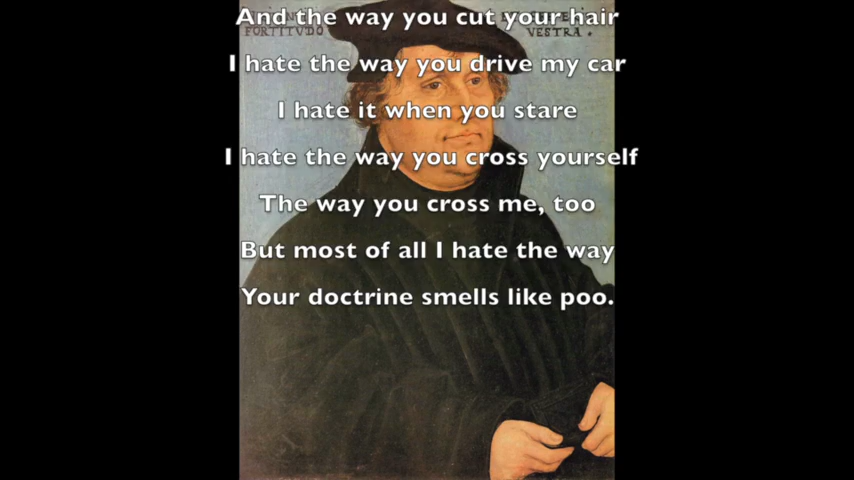 And the way you cut your hair
FORTITVDO
VESTRA.
I hate the way you drive my car
I hate it when you stare
I hate the way you cross yourself
The way you cross me, too
But most of all I hate the way
Your doctrine smells like poo.